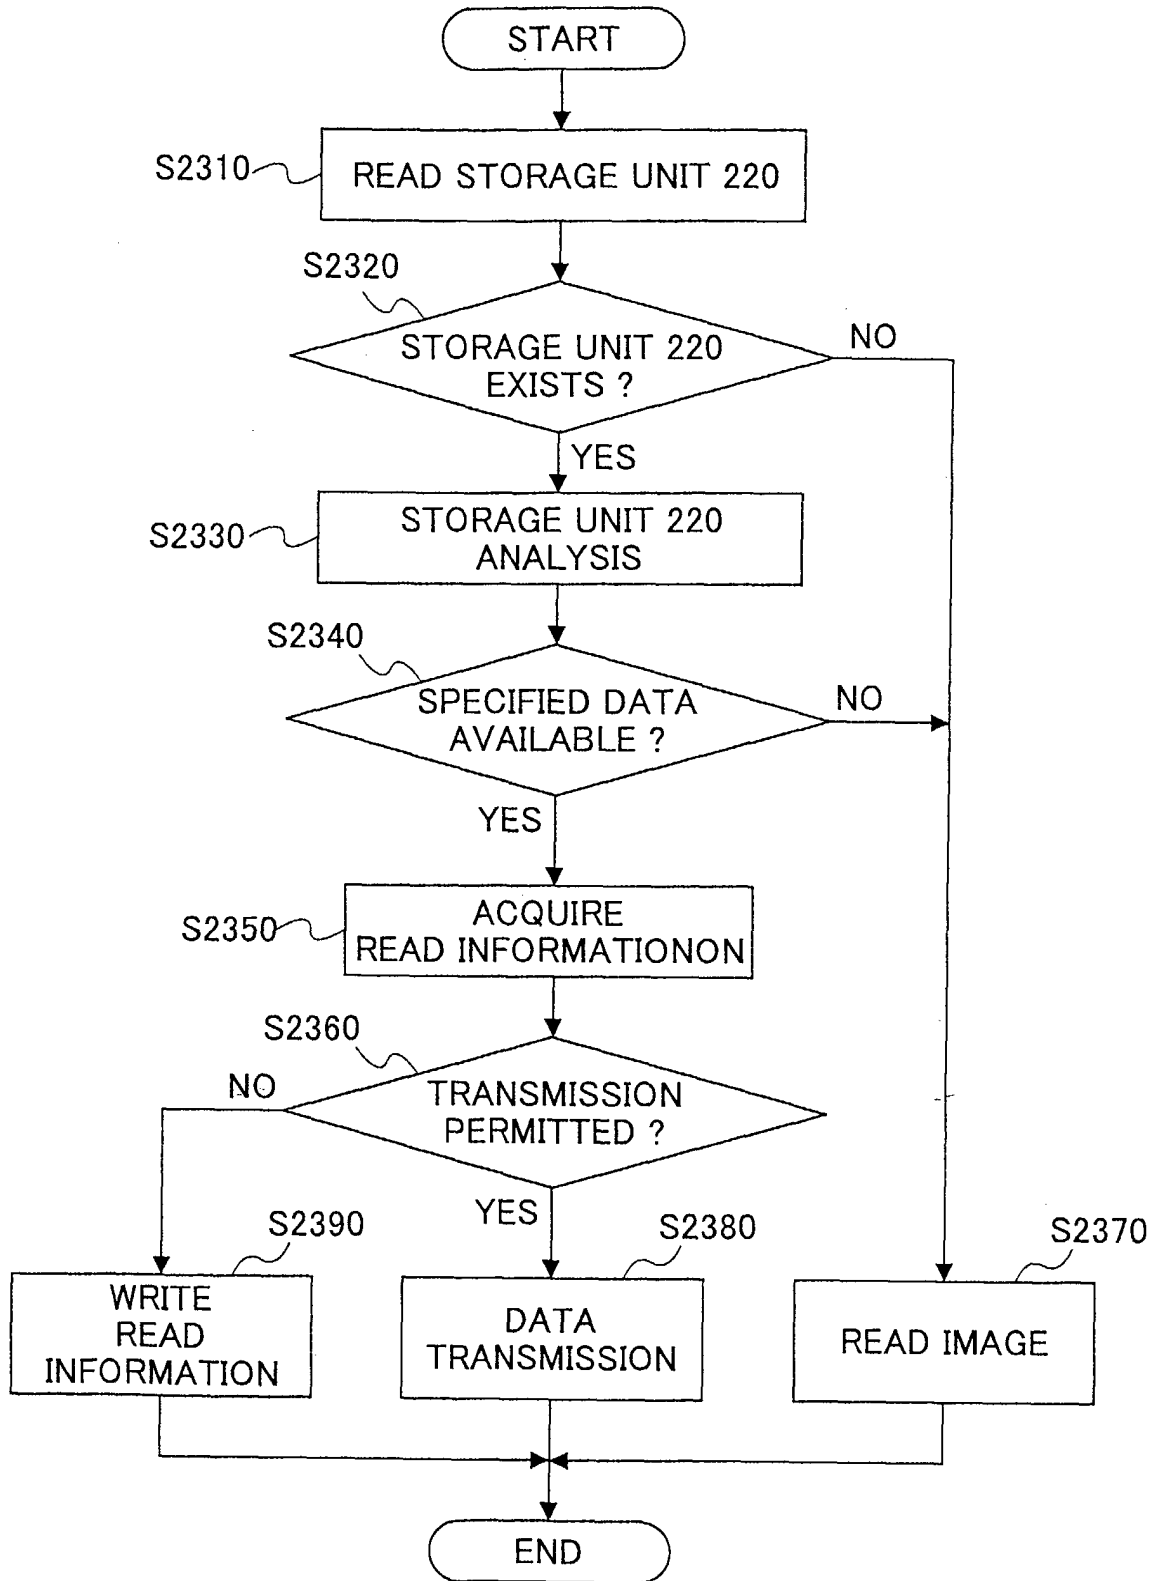 START
S2310
READ STORAGE UNIT 220
S2320
STORAGE UNIT 220
EXISTS ?
NO
YES
S2330
STORAGE UNIT 220
ANALYSIS
S2340
SPECIFIED DATA
AVAILABLE ?
NO
YES
S2350
ACQUIRE
READ INFORMATIONON
S2360
TRANSMISSION
PERMITTED ?
NO
YES
S2390
WRITE
READ
INFORMATION
S2380
DATA
TRANSMISSION
S2370
READ IMAGE
END